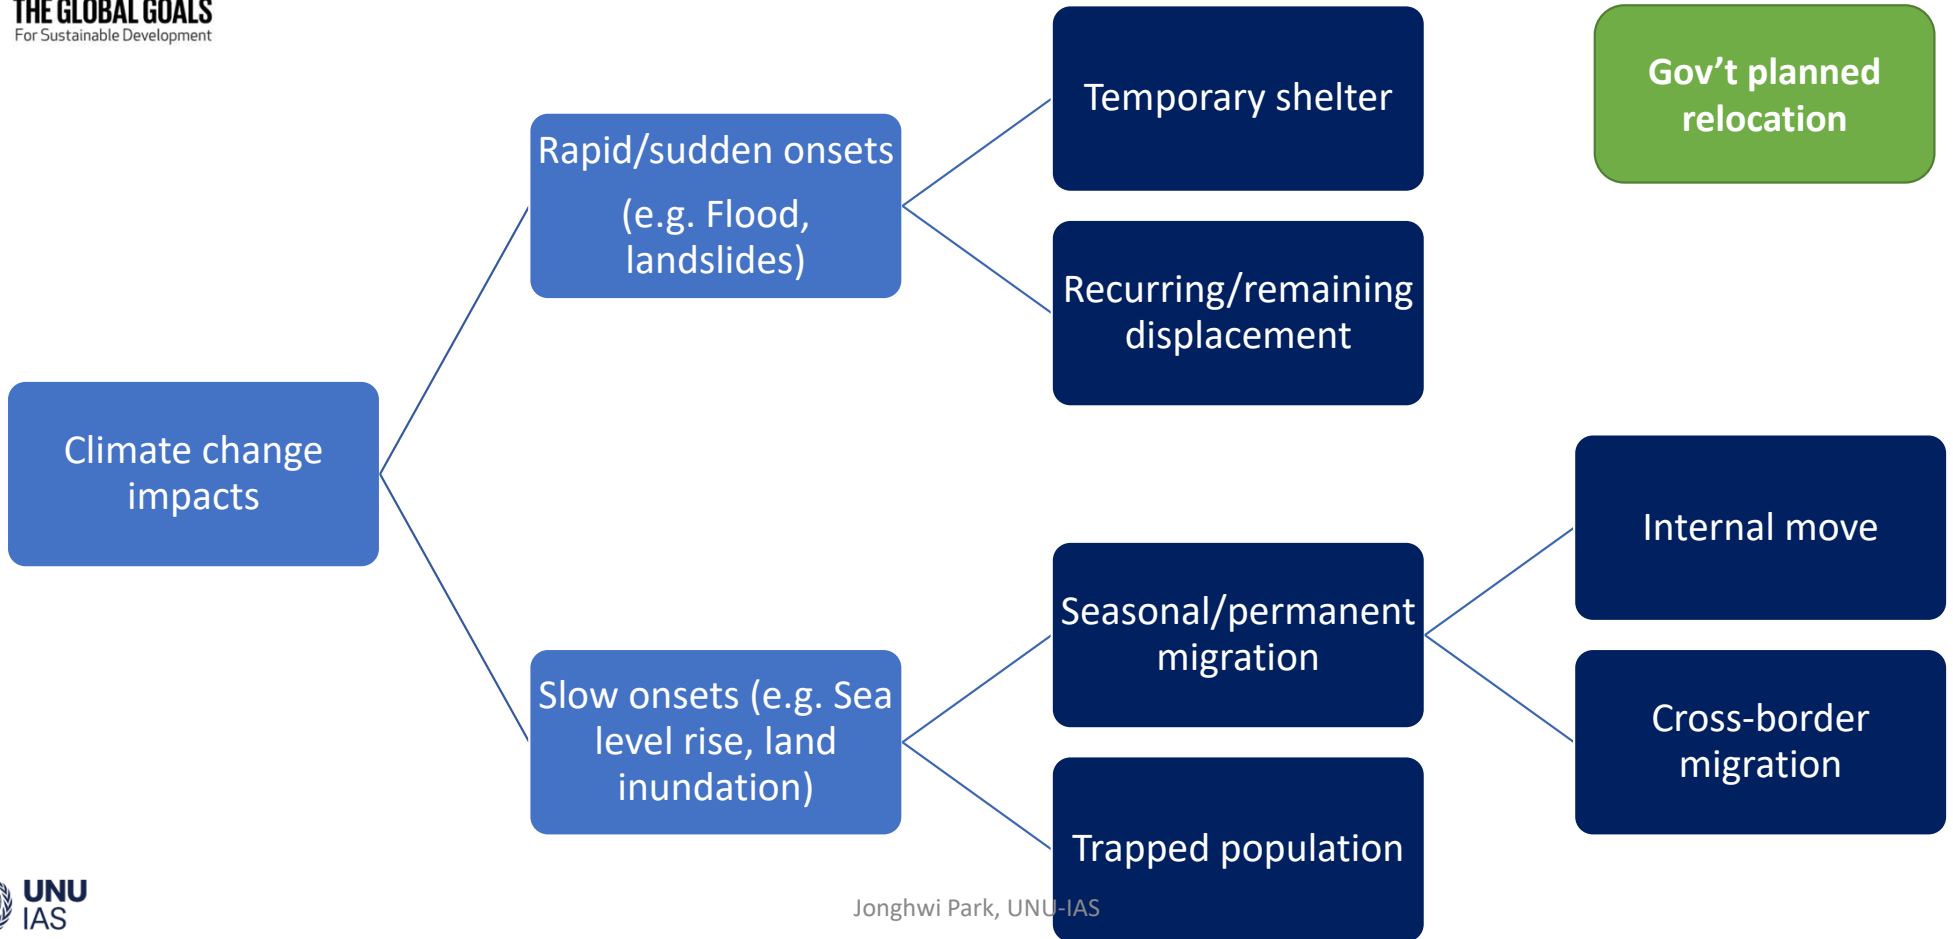 THE GLOBAL GOALS
For Sustainable Development
Temporary shelter
Gov't planned
relocation
Rapid/sudden onsets
(e.g. Flood,
landslides)
Recurring/remaining
displacement
Climate change
impacts
Internal move
Seasonal/permanent
migration
Slow onsets (e.g. Sea
level rise, land
inundation)
Cross-border
migration
Trapped population
UNU
IAS
Jonghwi Park, UNU-IAS